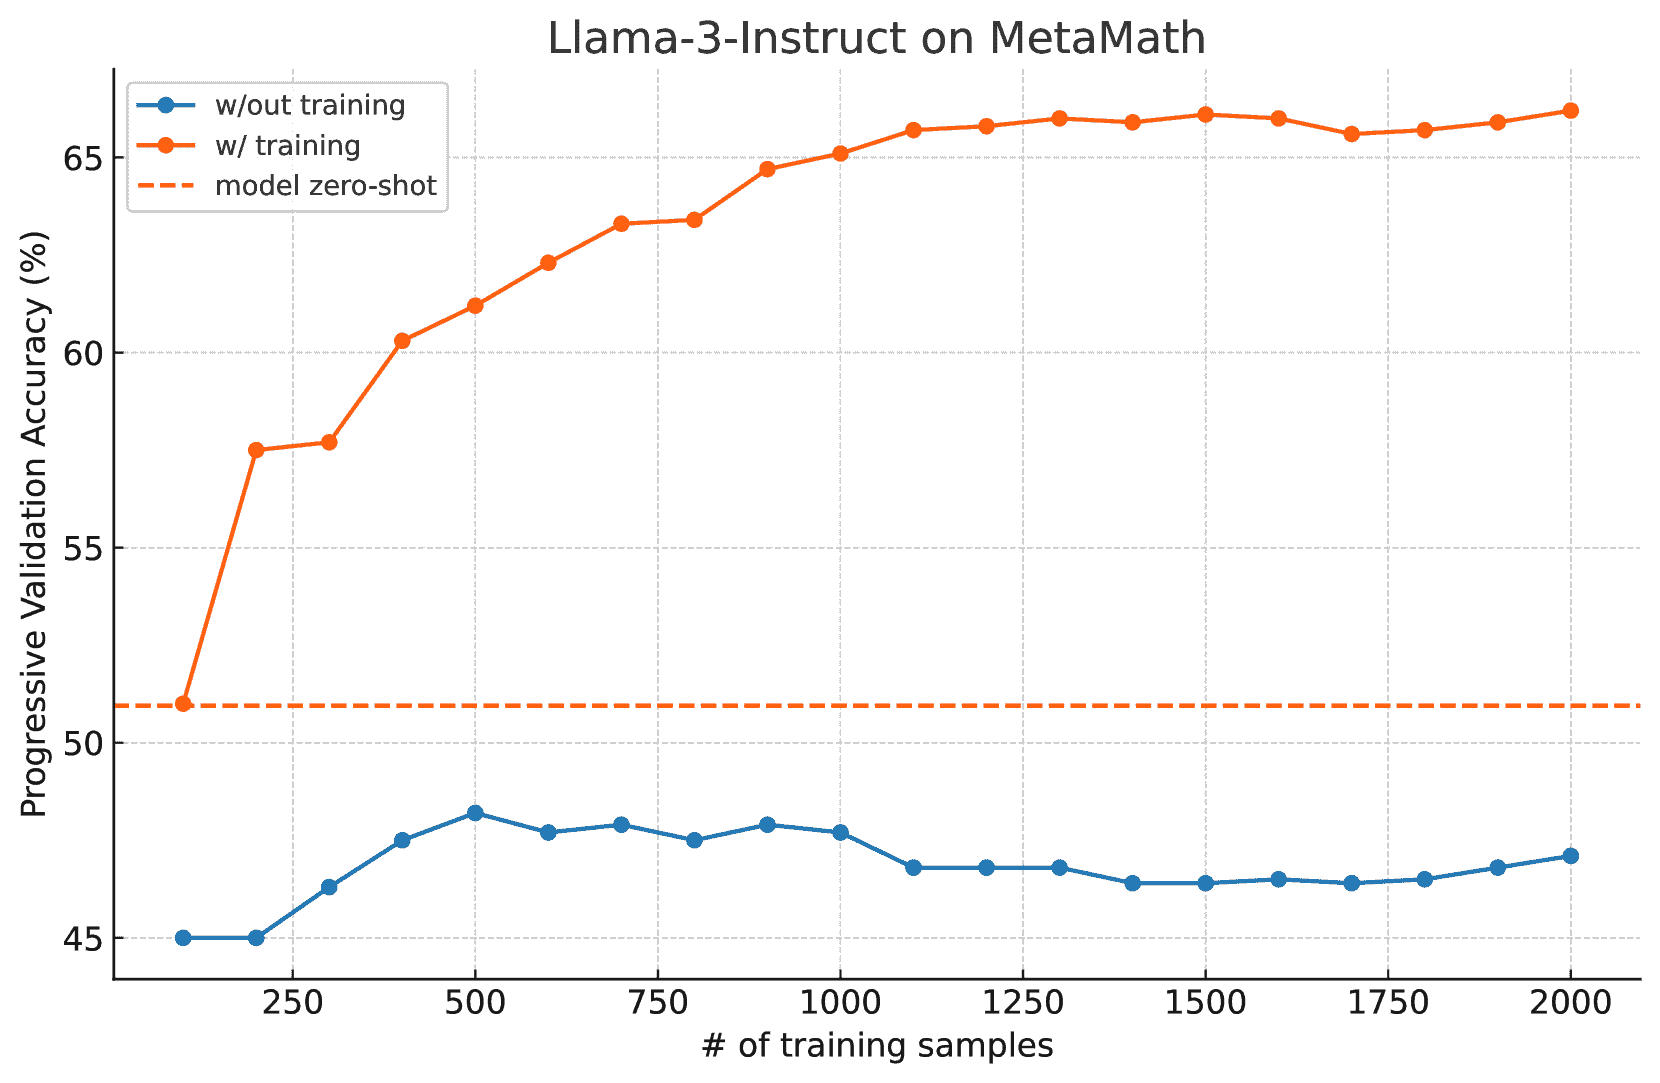 Llama-3-Instruct on MetaMath
w/out training
w/ training
model zero-shot
Progressive Validation Accuracy (%)
65
60
55
50
45
250 500 750 1000 1250 1500 1750 2000
# of training samples